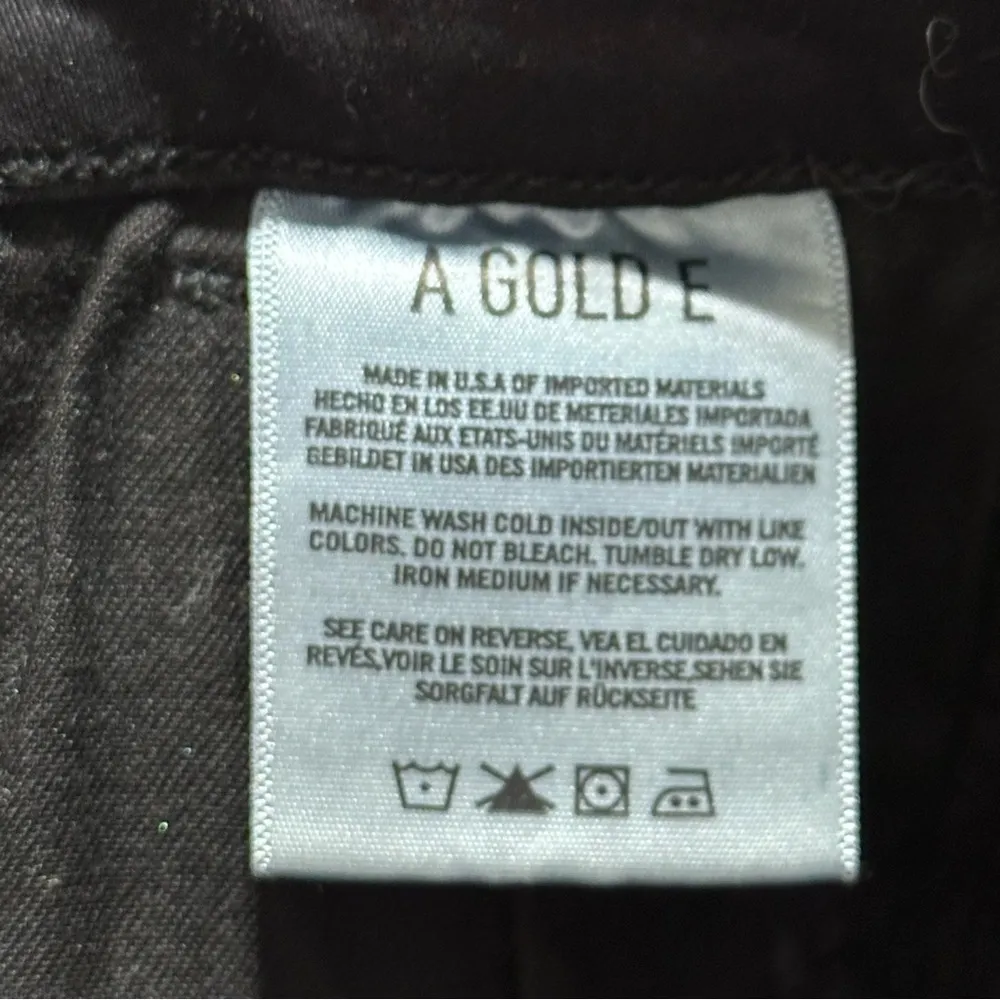 A GOLD E
MADE IN U.S.A OF IMPORTED MATERIALS
HECHO EN LOS EE.UU DE METERIALES IMPORTADA
FABRIQUÉ AUX ETATS-UNIS DU MATÉRIELS IMPORTÉ
GEBILDET IN USA DES IMPORTIERTEN MATERIALIEN
MACHINE WASH COLD INSIDE/OUT WITH LIKE
COLORS. DO NOT BLEACH. TUMBLE DRY LOW.
IRON MEDIUM IF NECESSARY.
SEE CARE ON REVERSE, VEA EL CUIDADO EN
REVÉS,VOIR LE SOIN SUR L'INVERSE,SEHEN SIE
SORGFALT AUF RÜCKSEITE